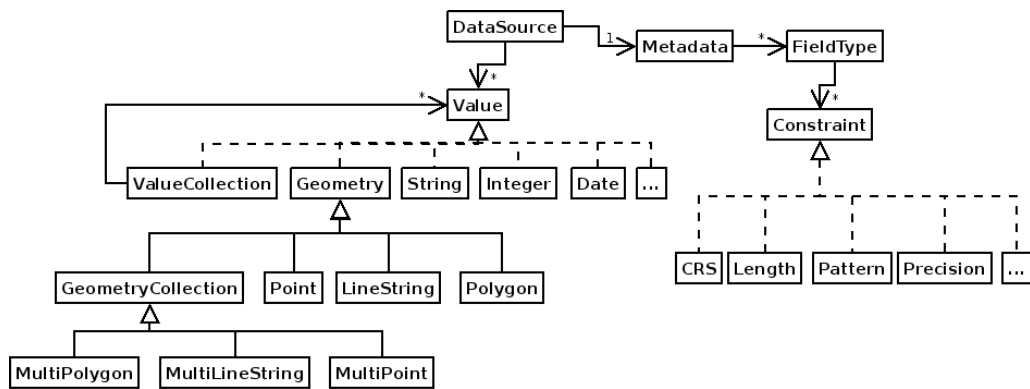 DataSource
1
Metadata
*
FieldType
*
*
*
Value
Constraint
ValueCollection
Geometry
String
Integer
Date
...
CRS
Length
Pattern
Precision
...
GeometryCollection
Point
LineString
Polygon
MultiPolygon
MultiLineString
MultiPoint